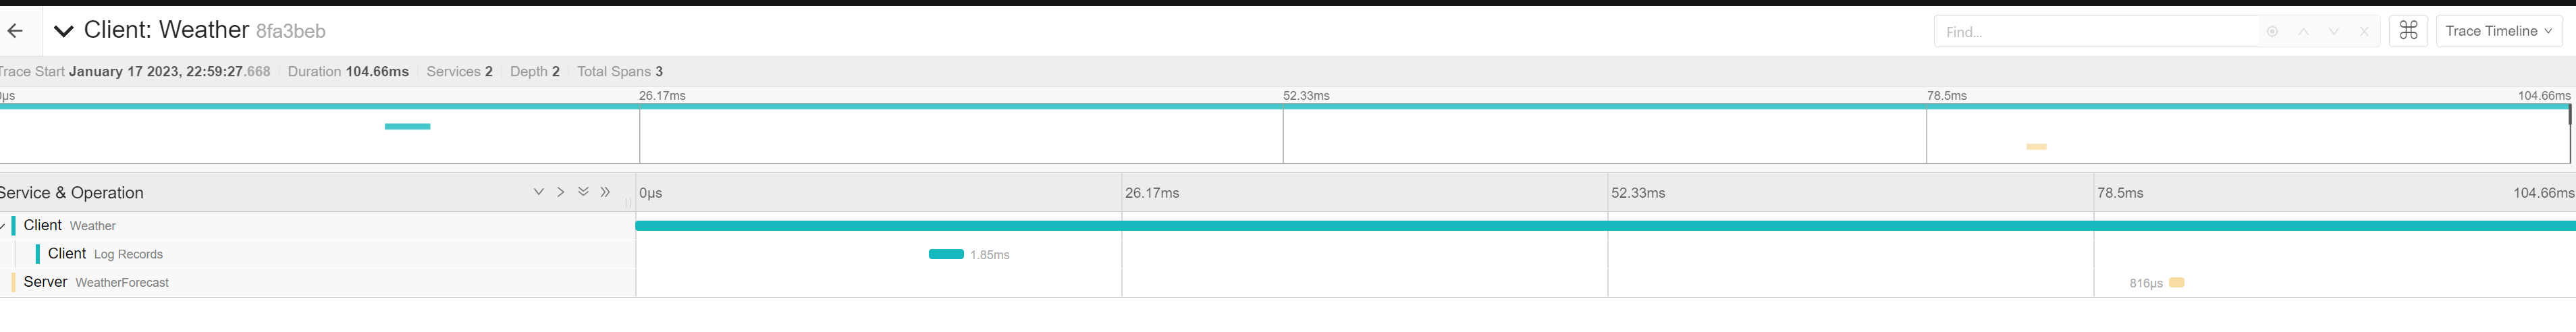 Client: Weather 8fa3beb Find... Trace Timeline
Trace Start January 17 2023, 22:59:27.668 Duration 104.66ms Services 2 Depth 2 Total Spans 3
0μs 26.17ms 52.33ms 78.5ms 104.66ms
Service & Operation 0μs 26.17ms 52.33ms 78.5ms 104.66ms
Client Weather
Client Log Records 1.85ms
Server WeatherForecast 816μs